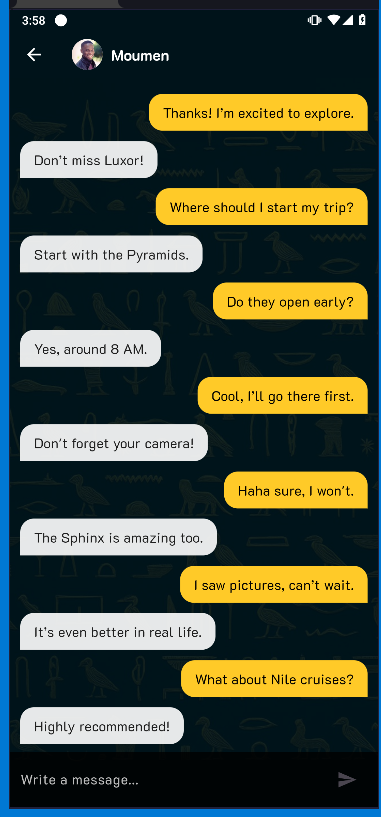 3:58
Moumen
Thanks! I'm excited to explore.
Don't miss Luxor!
Where should I start my trip?
Start with the Pyramids.
Do they open early?
Yes, around 8 AM.
Cool, I'll go there first.
Don't forget your camera!
Haha sure, I won't.
The Sphinx is amazing too.
I saw pictures, can't wait.
It's even better in real life.
What about Nile cruises?
Highly recommended!
Write a message...